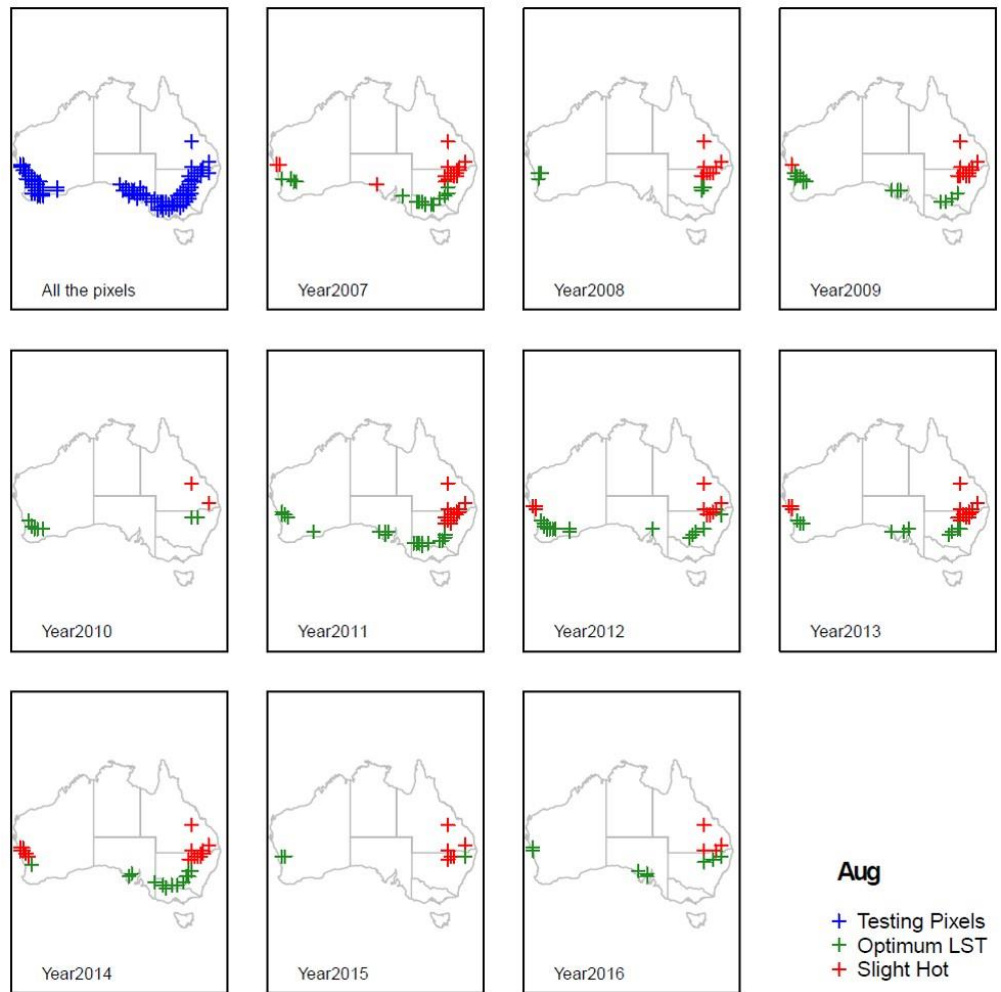 All the pixels
Year2007
Year2008
Year2009
Year2010
Year2011
Year2012
Year2013
Year2014
Year2015
Year2016
Aug
Testing Pixels
Optimum LST
Slight Hot